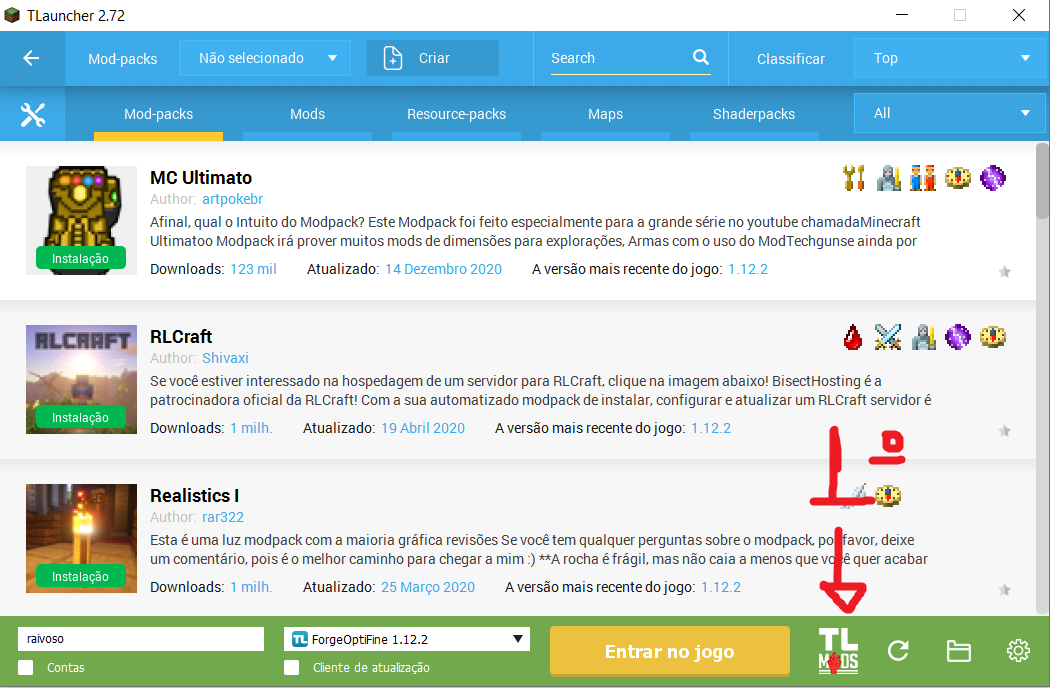 TLauncher 2.72
Mod-packs Não selecionado Criar Search Classificar Top
Mod-packs Mods Resource-packs Maps Shaderpacks All
MC Ultimato
Author: artpokebr
Afinal, qual o Intuito do Modpack? Este Modpack foi feito especialmente para a grande série no youtube chamadaMinecraft
Ultimatoo Modpack irá prover muitos mods de dimensões para explorações, Armas com o uso do ModTechgunse ainda por
Instalação
Downloads: 123 mil Atualizado: 14 Dezembro 2020 A versão mais recente do jogo: 1.12.2
RLCRAFT
RLCraft
Author: Shivaxi
Se você estiver interessado na hospedagem de um servidor para RLCraft, clique na imagem abaixo! BisectHosting é a
patrocinadora oficial da RLCraft! Com a sua automatizado modpack de instalar, configurar e atualizar um RLCraft servidor é
Instalação
Downloads: 1 milh. Atualizado: 19 Abril 2020 A versão mais recente do jogo: 1.12.2
1º
Realistics I
Author: rar322
Esta é uma luz modpack com a maioria gráfica revisões Se você tem qualquer perguntas sobre o modpack, por favor, deixe
um comentário, pois é o melhor caminho para chegar a mim :) **A rocha é frágil, mas não caia a menos que você quer acabar
Instalação
Downloads: 1 milh. Atualizado: 25 Março 2020 A versão mais recente do jogo: 1.12.2
raivoso TL ForgeOptiFine 1.12.2 Entrar no jogo TL MODS
Contas Cliente de atualização